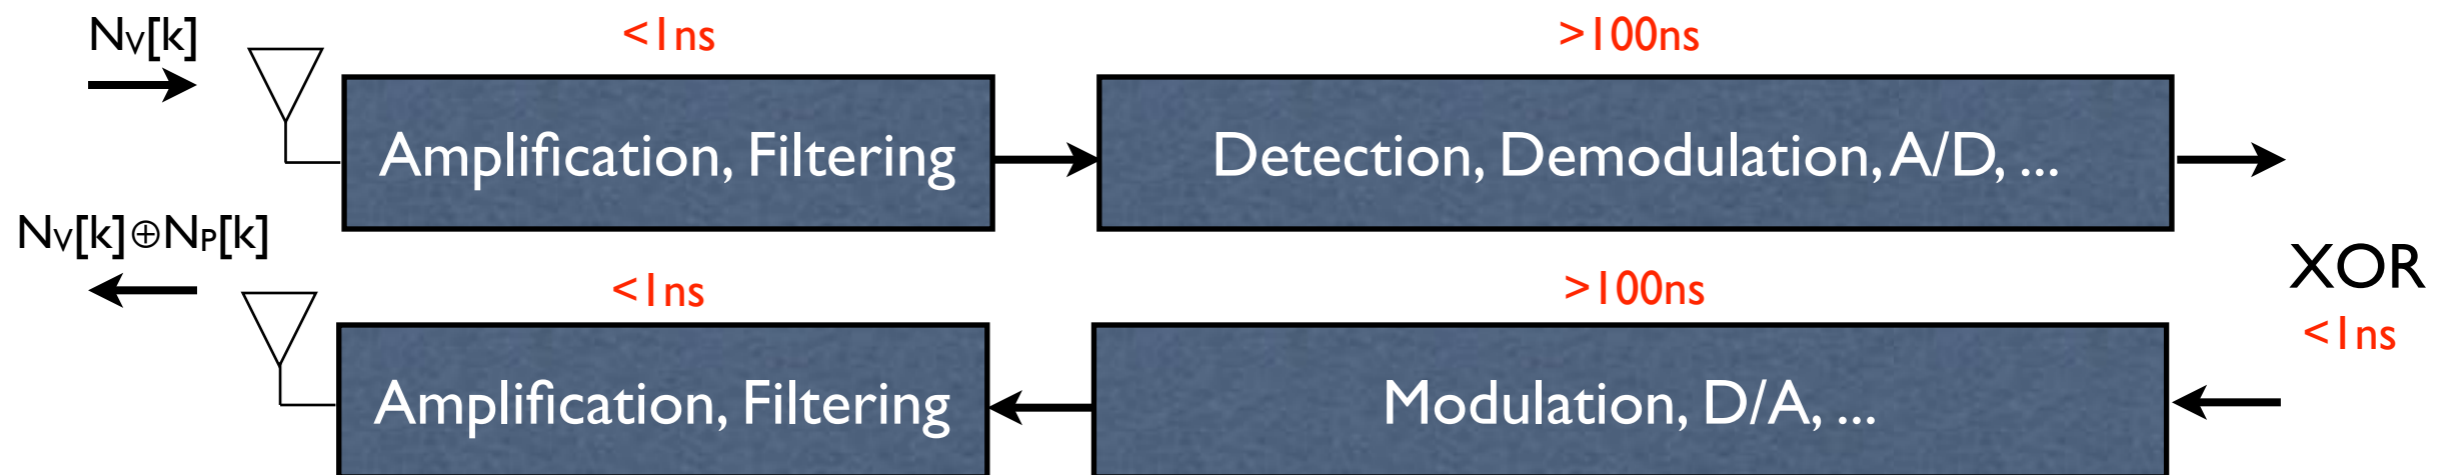 Nv[k]
<1ns
>100ns
Amplification, Filtering
Detection, Demodulation, A/D, ...
Nv[k]⊕NP[k]
<1ns
>100ns
XOR
<1ns
Amplification, Filtering
Modulation, D/A, ...